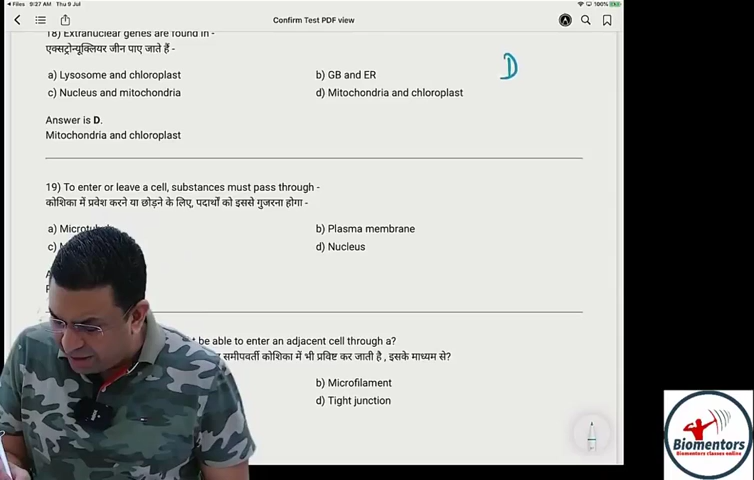 Files 9:27 AM Thu 9 Jul
100%
Confirm Test PDF view
18) Extranuclear genes are found in -
एक्सट्रोन्यूक्लियर जीन पाए जाते हैं -
D
a) Lysosome and chloroplast
b) GB and ER
c) Nucleus and mitochondria
d) Mitochondria and chloroplast
Answer is D.
Mitochondria and chloroplast
19) To enter or leave a cell, substances must pass through -
कोशिका में प्रवेश करने या छोड़ने के लिए, पदार्थों को इससे गुजरना होगा -
a)
b) Plasma membrane
c)
d) Nucleus
be able to enter an adjacent cell through a?
समीपवर्ती कोशिका में भी प्रविष्ट कर जाती है , इसके माध्यम से?
b) Microfilament
d) Tight junction
Biomentors
Biomentors classes online